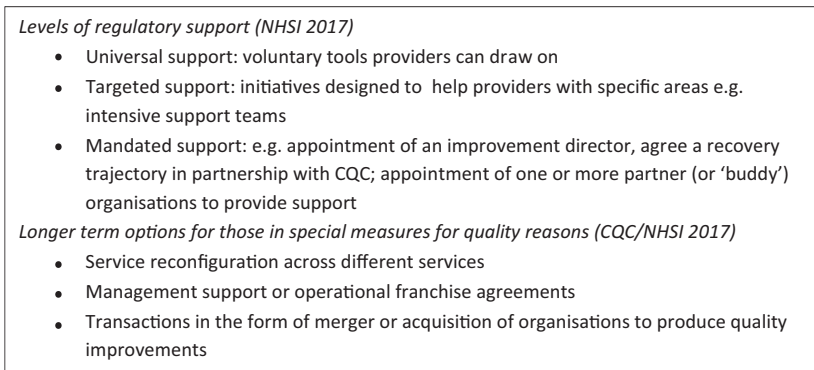 Levels of regulatory support (NHSI 2017)
• Universal support: voluntary tools providers can draw on
• Targeted support: initiatives designed to help providers with specific areas e.g.
intensive support teams
• Mandated support: e.g. appointment of an improvement director, agree a recovery
trajectory in partnership with CQC; appointment of one or more partner (or ‘buddy’)
organisations to provide support
Longer term options for those in special measures for quality reasons (CQC/NHSI 2017)
• Service reconfiguration across different services
• Management support or operational franchise agreements
• Transactions in the form of merger or acquisition of organisations to produce quality
improvements